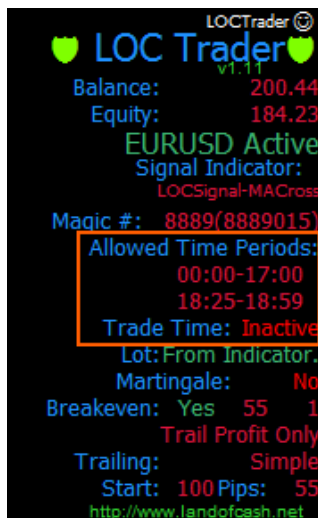 LOCTrader
LOC Trader
v1.11
Balance: 200.44
Equity: 184.23
EURUSD Active
Signal Indicator:
LOCSignal-MACross
Magic #: 8889(8889015)
Allowed Time Periods:
00:00-17:00
18:25-18:59
Trade Time: Inactive
Lot: From Indicator.
Martingale: No
Breakeven: Yes 55 1
Trail Profit Only
Trailing: Simple
Start: 100 Pips: 55
http://www.landofcash.net